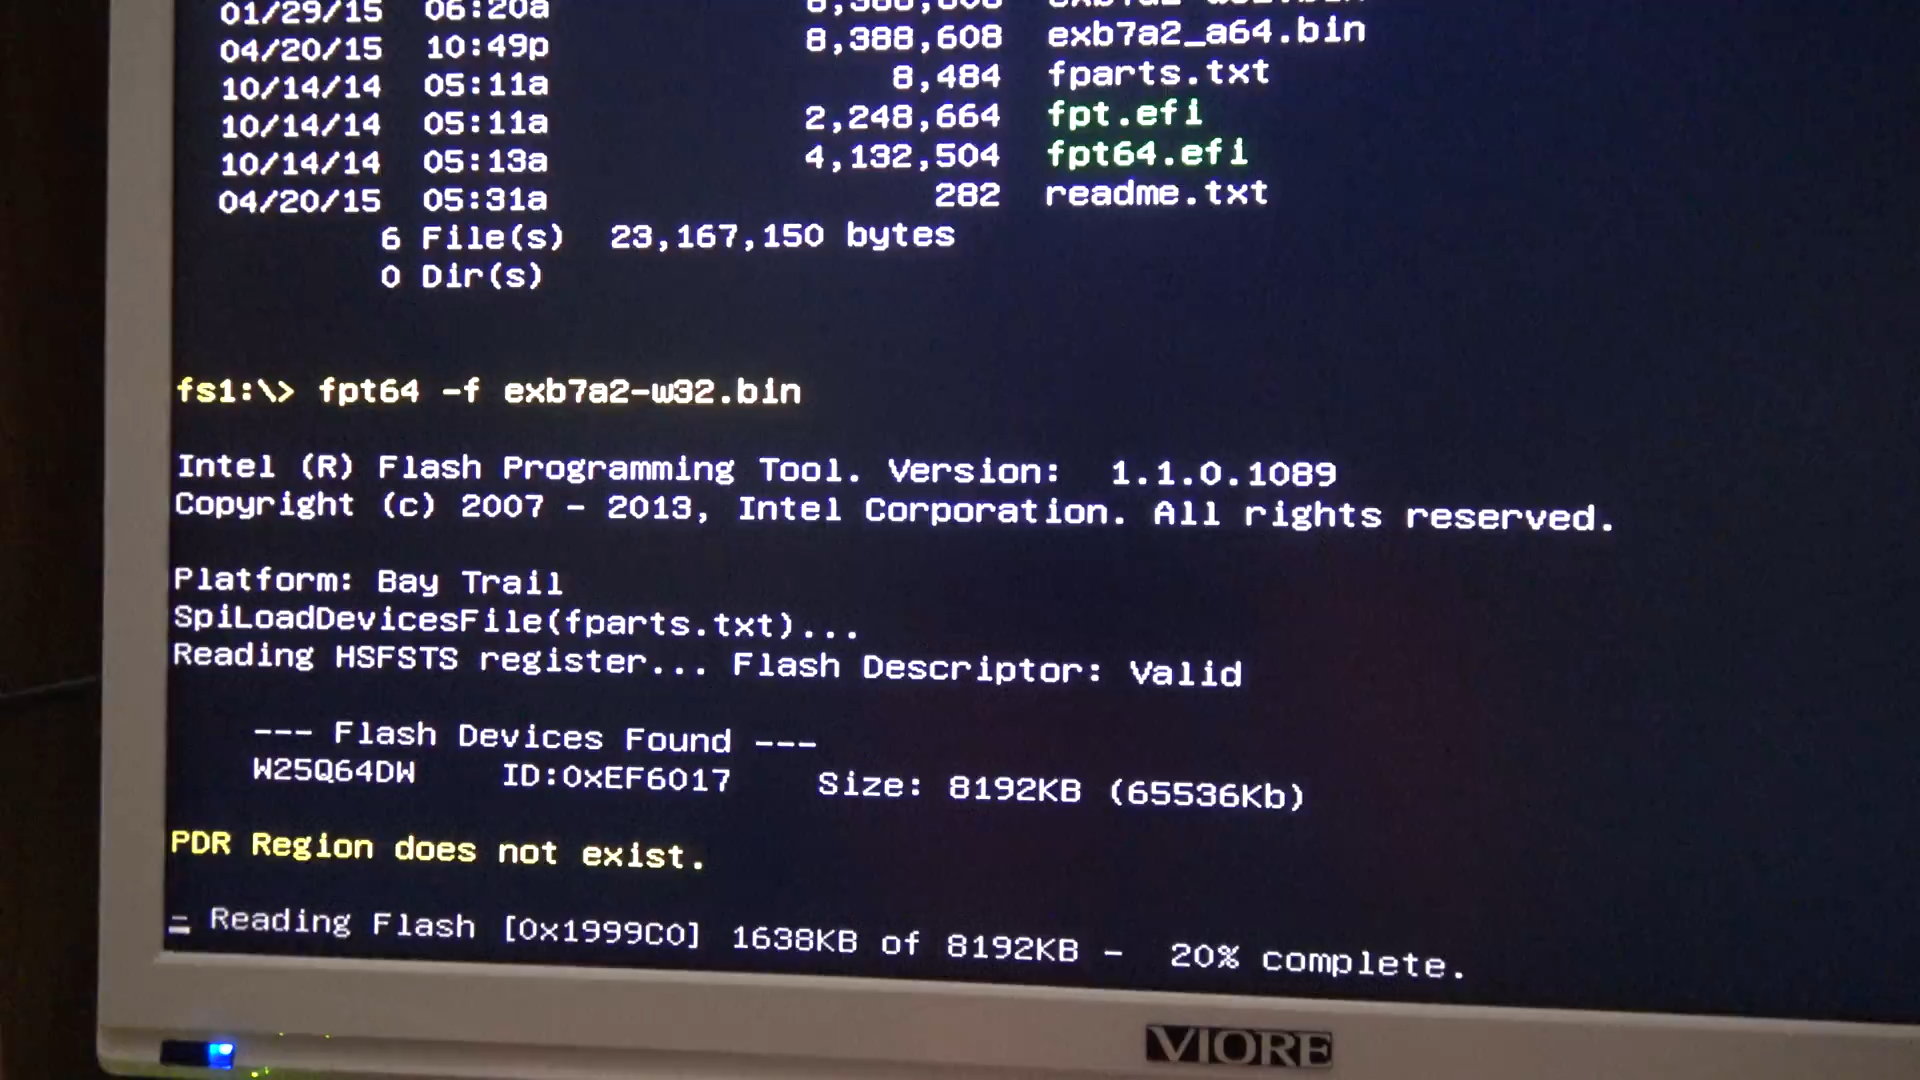 01/29/15 06:20a 8,388,608 exb7a2-w32.bin
04/20/15 10:49p 8,388,608 exb7a2_a64.bin
10/14/14 05:11a 8,484 fparts.txt
10/14/14 05:11a 2,248,664 fpt.efi
10/14/14 05:13a 4,132,504 fpt64.efi
04/20/15 05:31a 282 readme.txt
6 File(s) 23,167,150 bytes
0 Dir(s)
fs1:\> fpt64 -f exb7a2-w32.bin
Intel (R) Flash Programming Tool. Version: 1.1.0.1089
Copyright (c) 2007 - 2013, Intel Corporation. All rights reserved.
Platform: Bay Trail
SpiLoadDevicesFile(fparts.txt)...
Reading HSFSTS register... Flash Descriptor: Valid
--- Flash Devices Found ---
W25Q64DW ID:0xEF6017 Size: 8192KB (65536Kb)
PDR Region does not exist.
- Reading Flash [0x1999C0] 1638KB of 8192KB - 20% complete.
VIORE